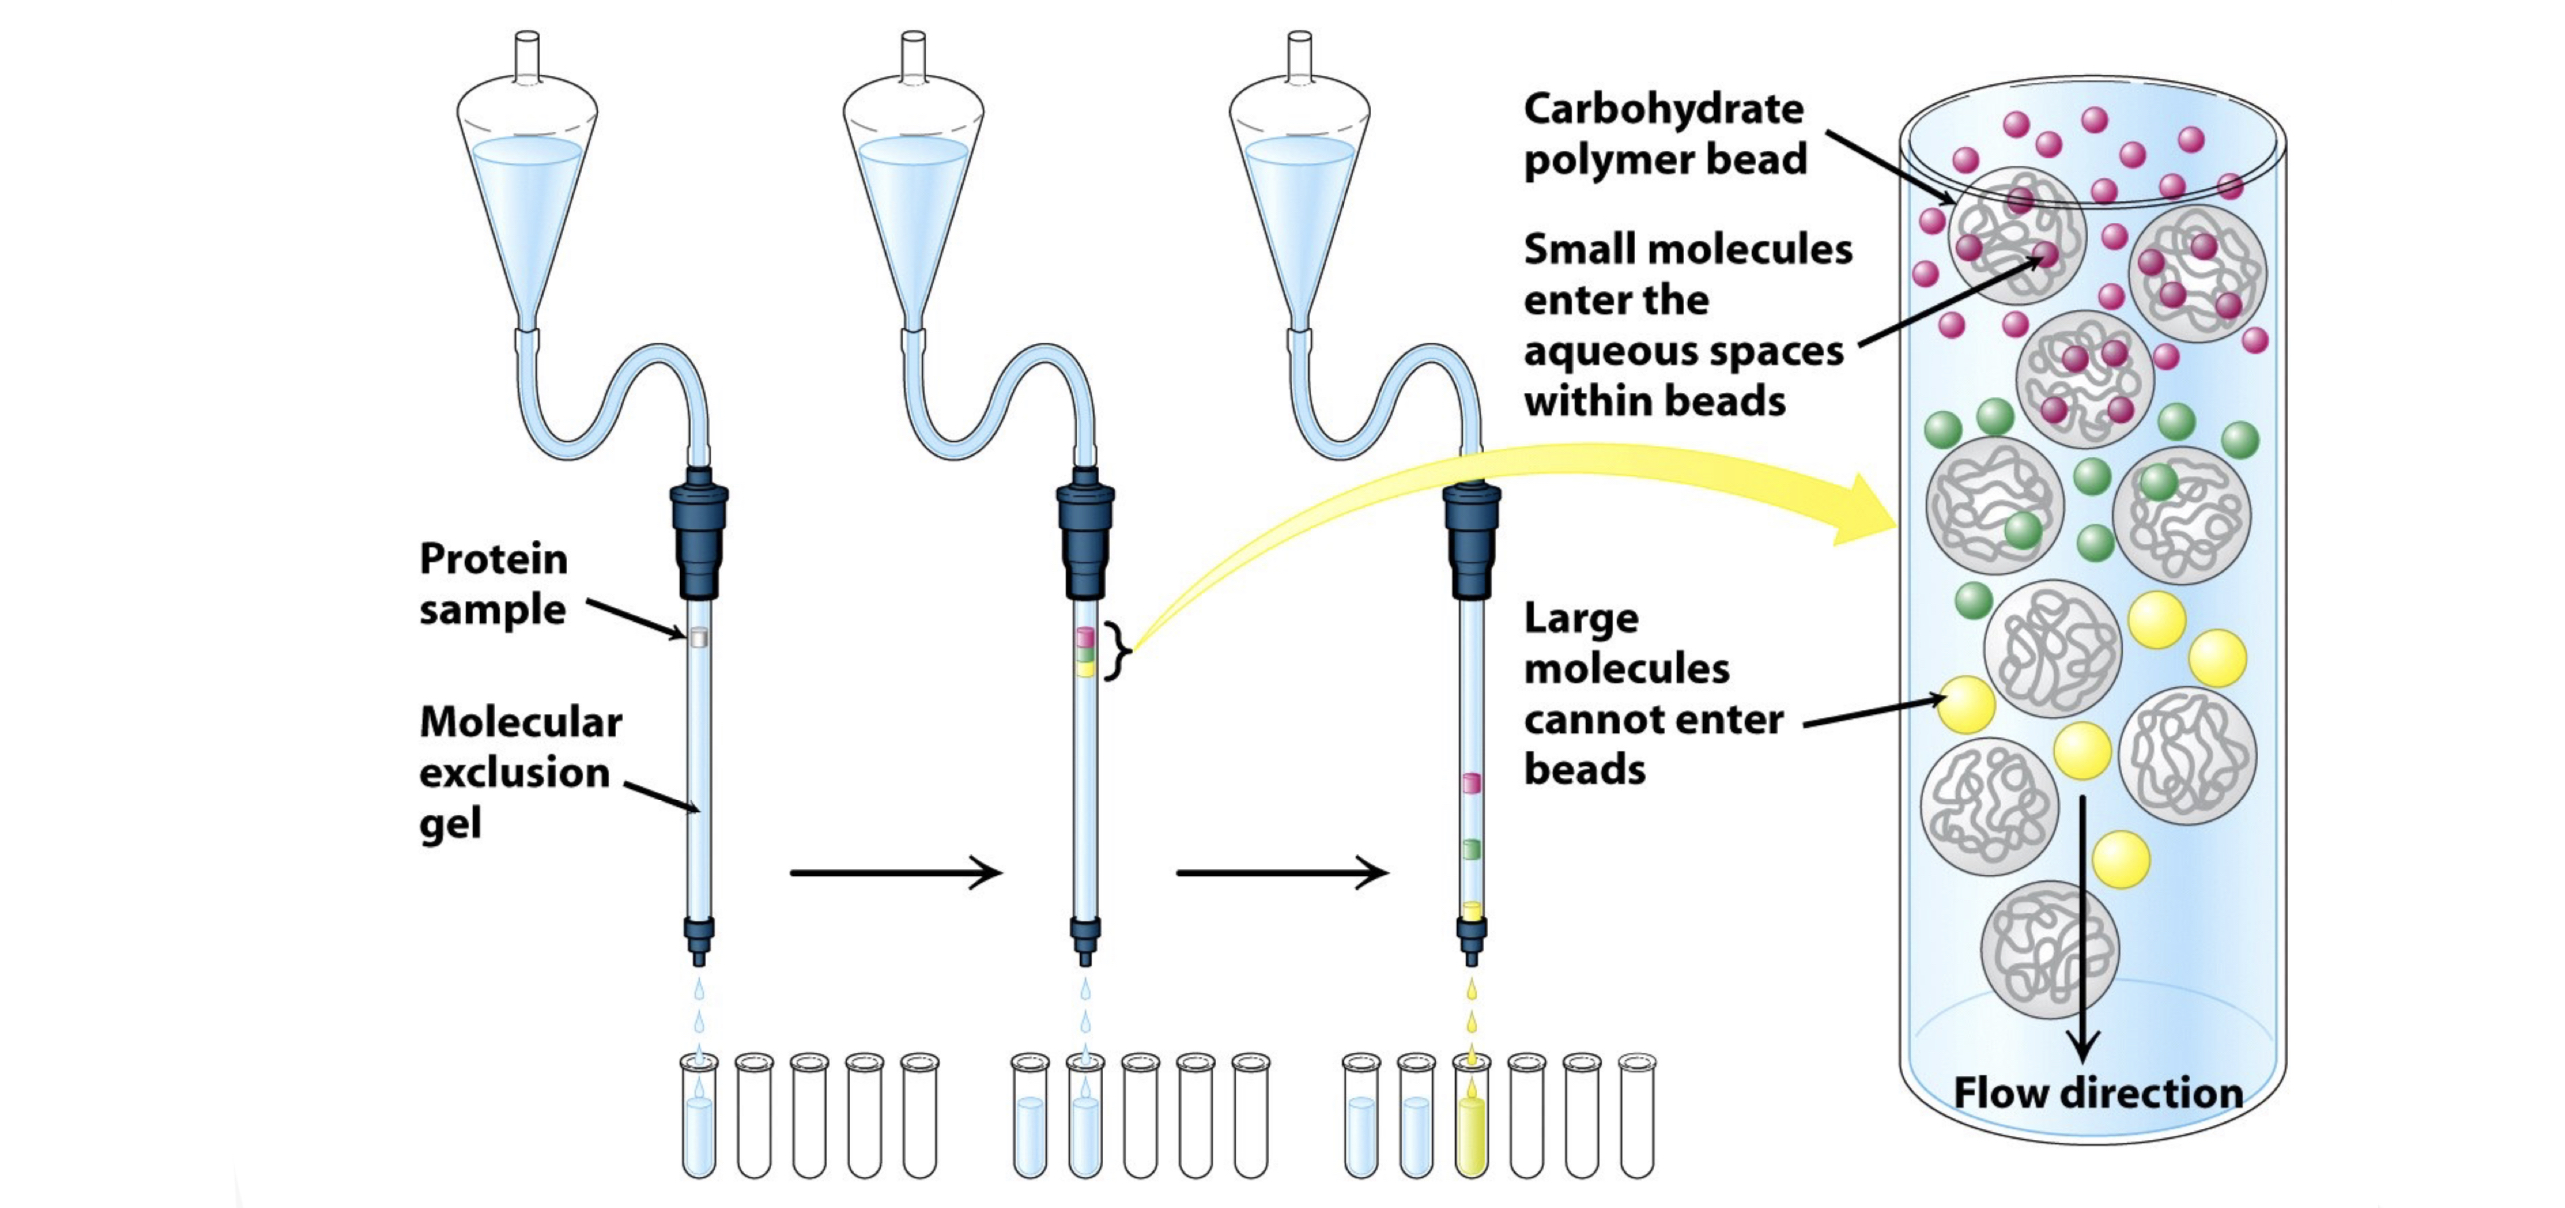 Protein
sample
Molecular
exclusion
gel
Carbohydrate
polymer bead
Small molecules
enter the
aqueous spaces
within beads
Large
molecules
cannot enter
beads
Flow direction